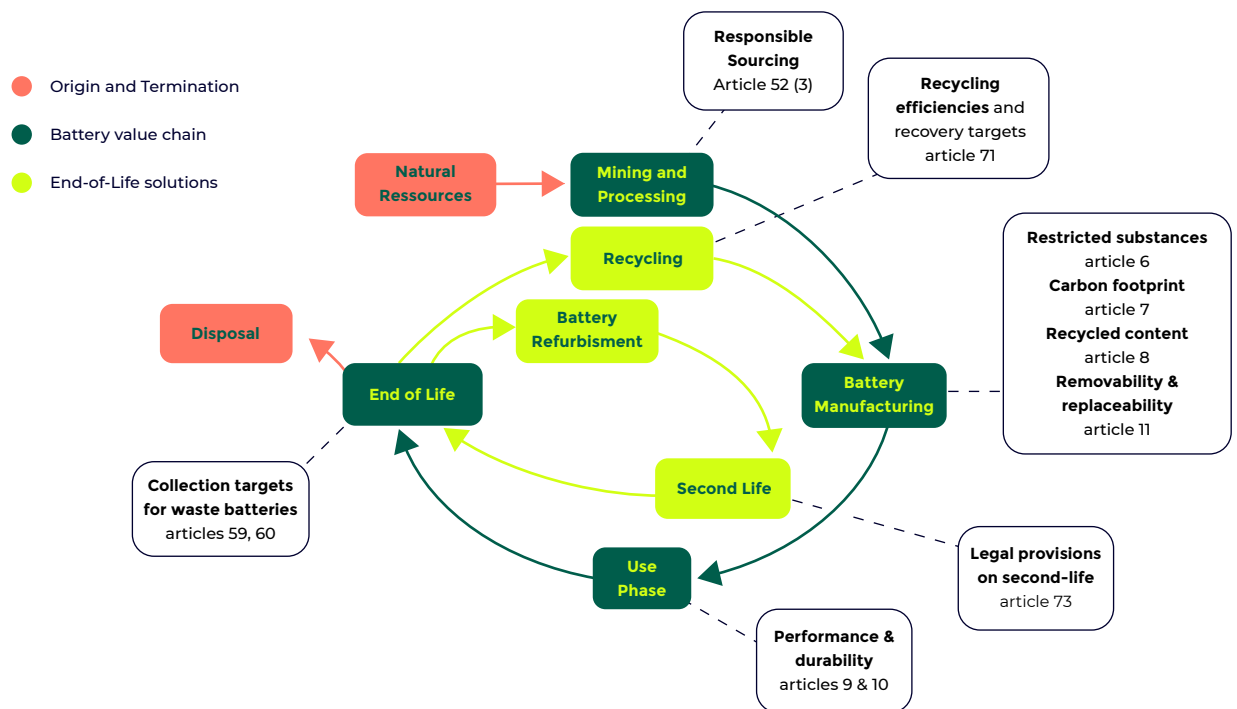 Origin and Termination
Battery value chain
End-of-Life solutions
Responsible
Sourcing
Article 52 (3)
Recycling
efficiencies and
recovery targets
article 71
Natural
Ressources
Mining and
Processing
Recycling
Restricted substances
article 6
Carbon footprint
article 7
Recycled content
article 8
Removability &
replaceability
article 11
Disposal
Battery
Refurbisment
End of Life
Battery
Manufacturing
Collection targets
for waste batteries
articles 59, 60
Second Life
Use
Phase
Legal provisions
on second-life
article 73
Performance &
durability
articles 9 & 10